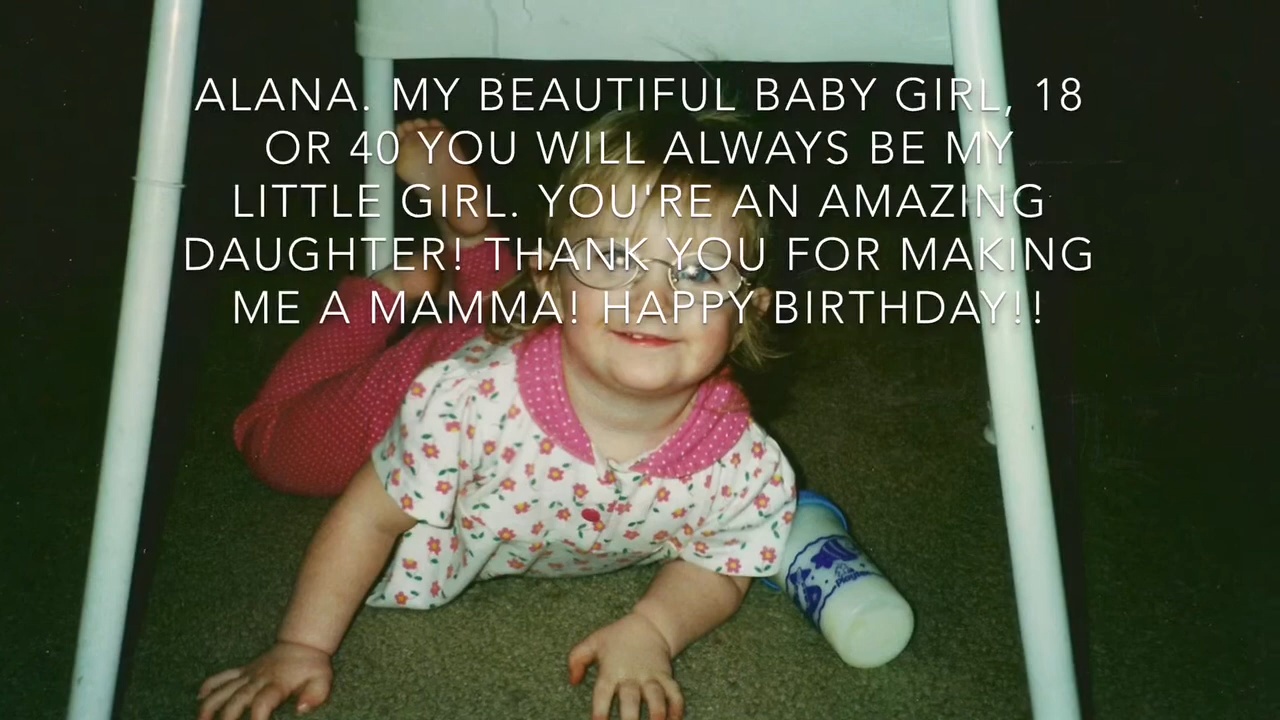 ALANA. MY BEAUTIFUL BABY GIRL, 18
OR 40 YOU WILL ALWAYS BE MY
LITTLE GIRL. YOU'RE AN AMAZING
DAUGHTER! THANK YOU FOR MAKING
ME A MAMMA! HAPPY BIRTHDAY!!